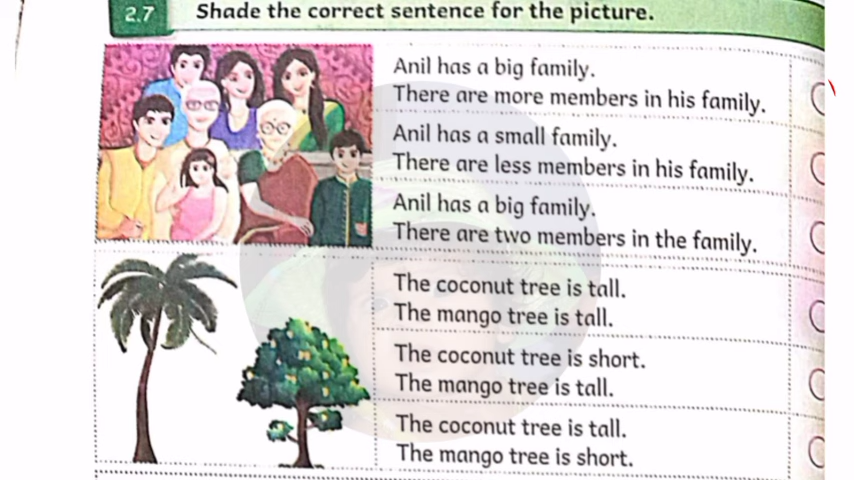 2.7 Shade the correct sentence for the picture.
Anil has a big family.
There are more members in his family.
Anil has a small family.
There are less members in his family.
Anil has a big family.
There are two members in the family.
The coconut tree is tall.
The mango tree is tall.
The coconut tree is short.
The mango tree is tall.
The coconut tree is tall.
The mango tree is short.